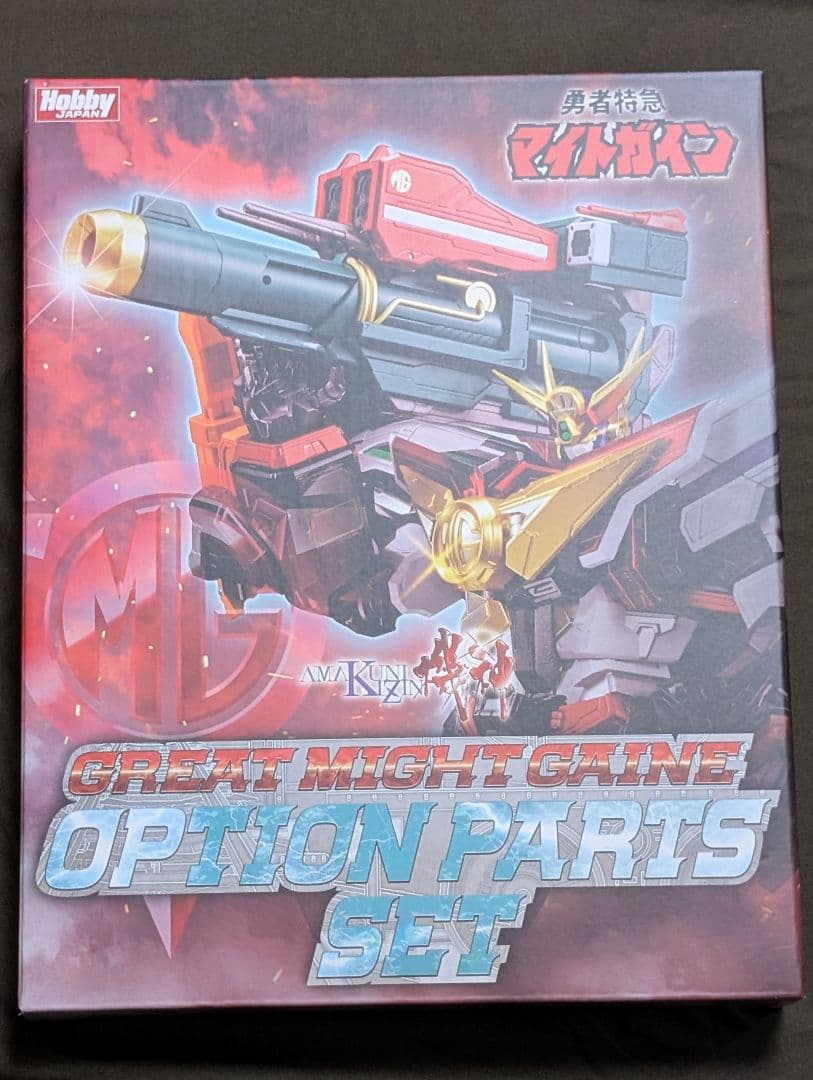 Hobby
JAPAN
勇者特急
マイトガイン
MG
MG
AMAKUNI
KIZIN
機神
GREAT MIGHT GAINE
OPTION PARTS
SET